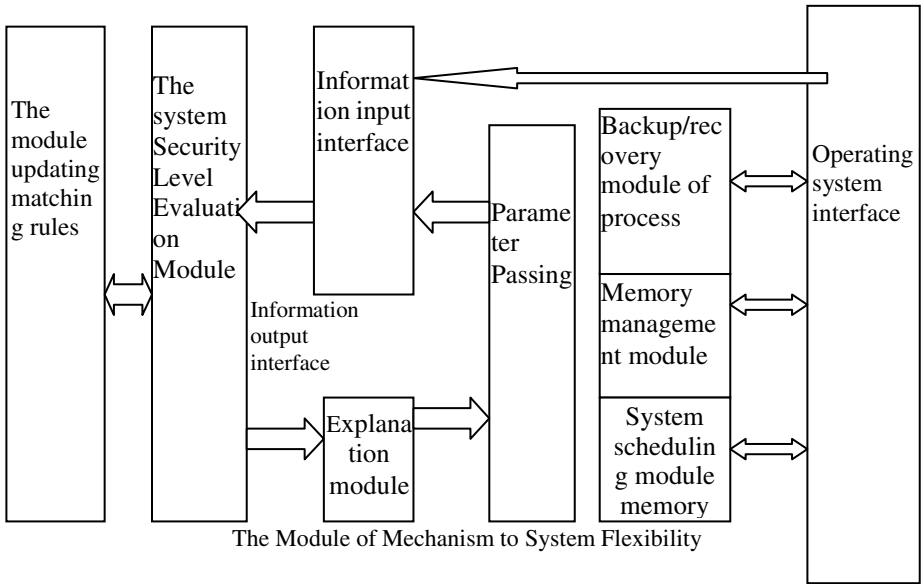 The
module
updating
matchin
g rules
The
system
Security
Level
Evaluati
on
Module
Informat
ion input
interface
Information
output
interface
Explana
tion
module
Parame
ter
Passing
Backup/rec
overy
module of
process
Memory
manageme
nt module
System
schedulin
g module
memory
Operating
system
interface
The Module of Mechanism to System Flexibility